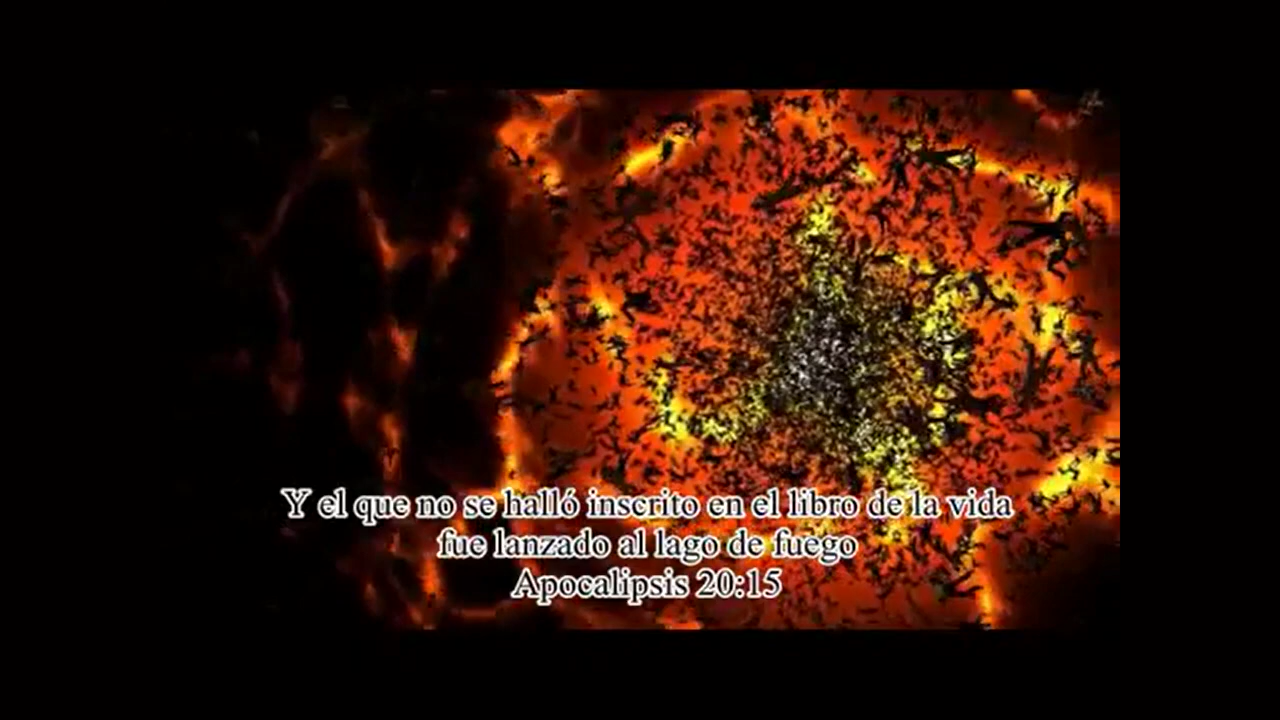 Y el que no se halló inscrito en el libro de la vida
fue lanzado al lago de fuego
Apocalipsis 20:15